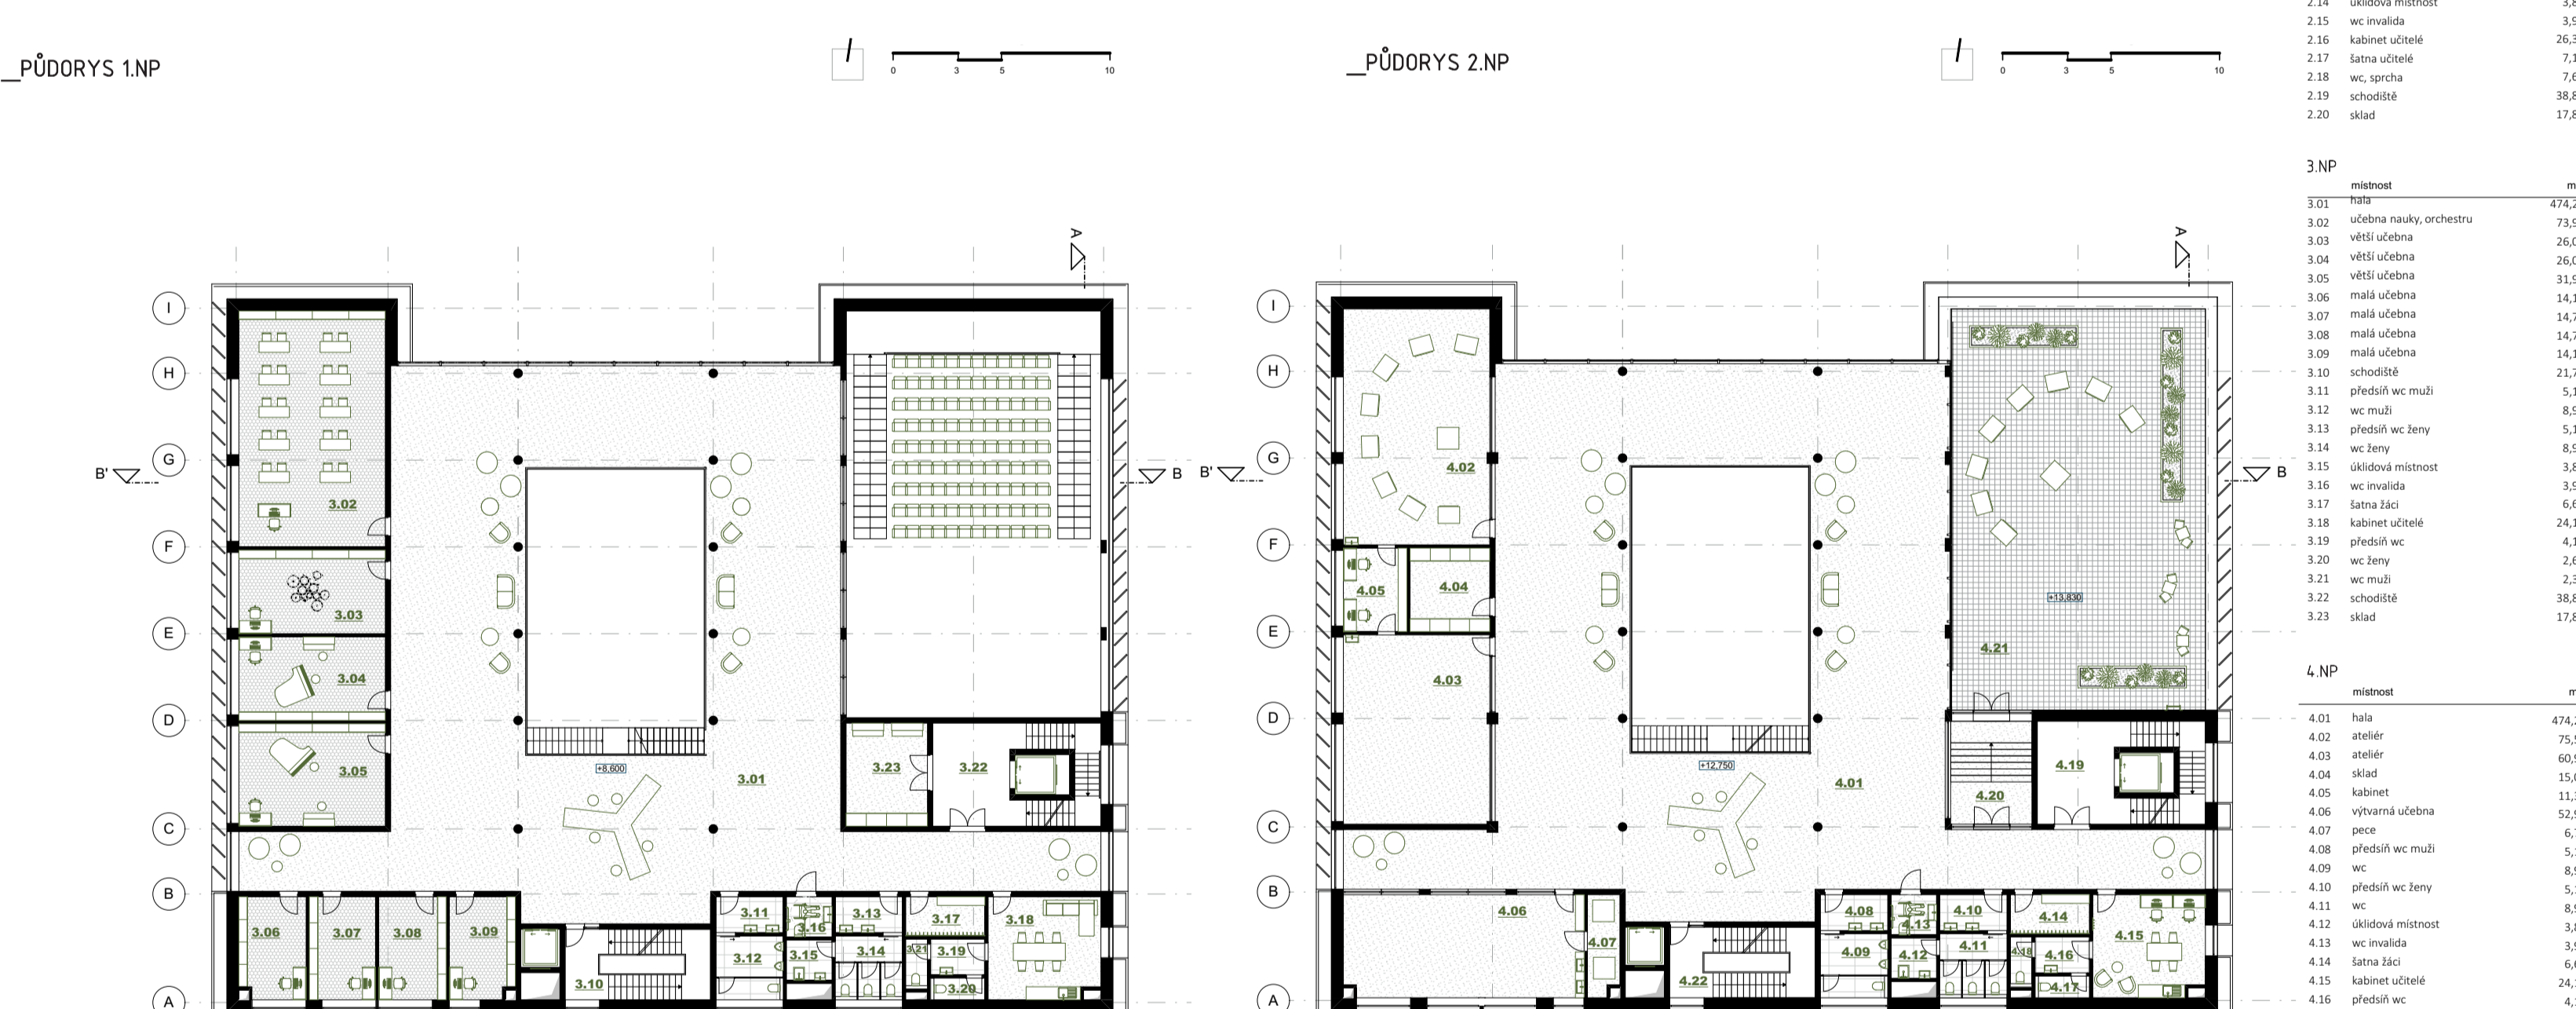 _PŮDORYS 1.NP
0 3 5 10
A
I
H
G
F
E
D
C
B
A
B'
B
3.02
3.03
3.04
3.05
+8,600
3.01
3.23
3.22
3.06
3.07
3.08
3.09
3.10
3.11
3.12
3.16
3.15
3.13
3.14
3.17
3.21
3.19
3.20
3.18
_PŮDORYS 2.NP
0 3 5 10
A
I
H
G
F
E
D
C
B
A
B'
B
4.02
4.05
4.04
4.03
+12,750
4.01
+13,830
4.21
4.20
4.19
4.06
4.07
4.22
4.08
4.09
4.13
4.12
4.10
4.11
4.14
4.18
4.16
4.17
4.15
2.14 úklidová místnost
2.15 wc invalida
2.16 kabinet učitelé
2.17 šatna učitelé
2.18 wc, sprcha
2.19 schodiště
2.20 sklad
3.NP
místnost
3.01 hala
3.02 učebna nauky, orchestru
3.03 větší učebna
3.04 větší učebna
3.05 větší učebna
3.06 malá učebna
3.07 malá učebna
3.08 malá učebna
3.09 malá učebna
3.10 schodiště
3.11 předsíň wc muži
3.12 wc muži
3.13 předsíň wc ženy
3.14 wc ženy
3.15 úklidová místnost
3.16 wc invalida
3.17 šatna žáci
3.18 kabinet učitelé
3.19 předsíň wc
3.20 wc ženy
3.21 wc muži
3.22 schodiště
3.23 sklad
4.NP
místnost
4.01 hala
4.02 ateliér
4.03 ateliér
4.04 sklad
4.05 kabinet
4.06 výtvarná učebna
4.07 pece
4.08 předsíň wc muži
4.09 wc
4.10 předsíň wc ženy
4.11 wc
4.12 úklidová místnost
4.13 wc invalida
4.14 šatna žáci
4.15 kabinet učitelé
4.16 předsíň wc